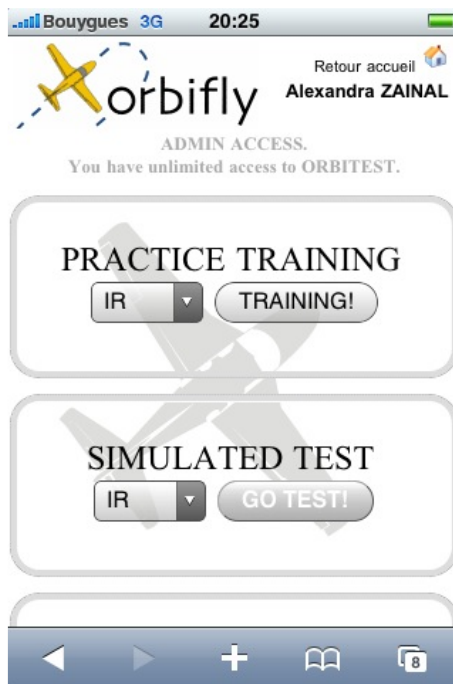 Bouygues 3G 20:25
orbifly
Retour accueil
Alexandra ZAINAL
ADMIN ACCESS.
You have unlimited access to ORBITEST.
PRACTICE TRAINING
IR TRAINING!
SIMULATED TEST
IR GO TEST!
8